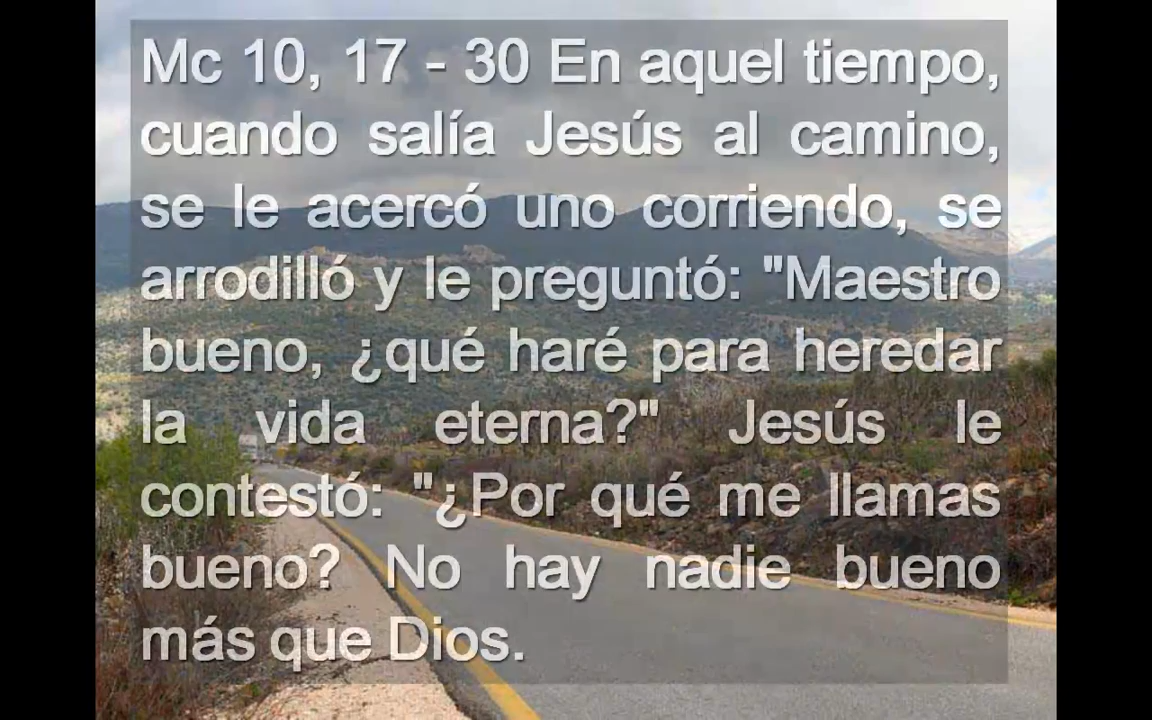 Mc 10, 17 - 30 En aquel tiempo,
cuando salía Jesús al camino,
se le acercó uno corriendo, se
arrodilló y le preguntó: "Maestro
bueno, ¿qué haré para heredar
la vida eterna?" Jesús le
contestó: "¿Por qué me llamas
bueno? No hay nadie bueno
más que Dios.